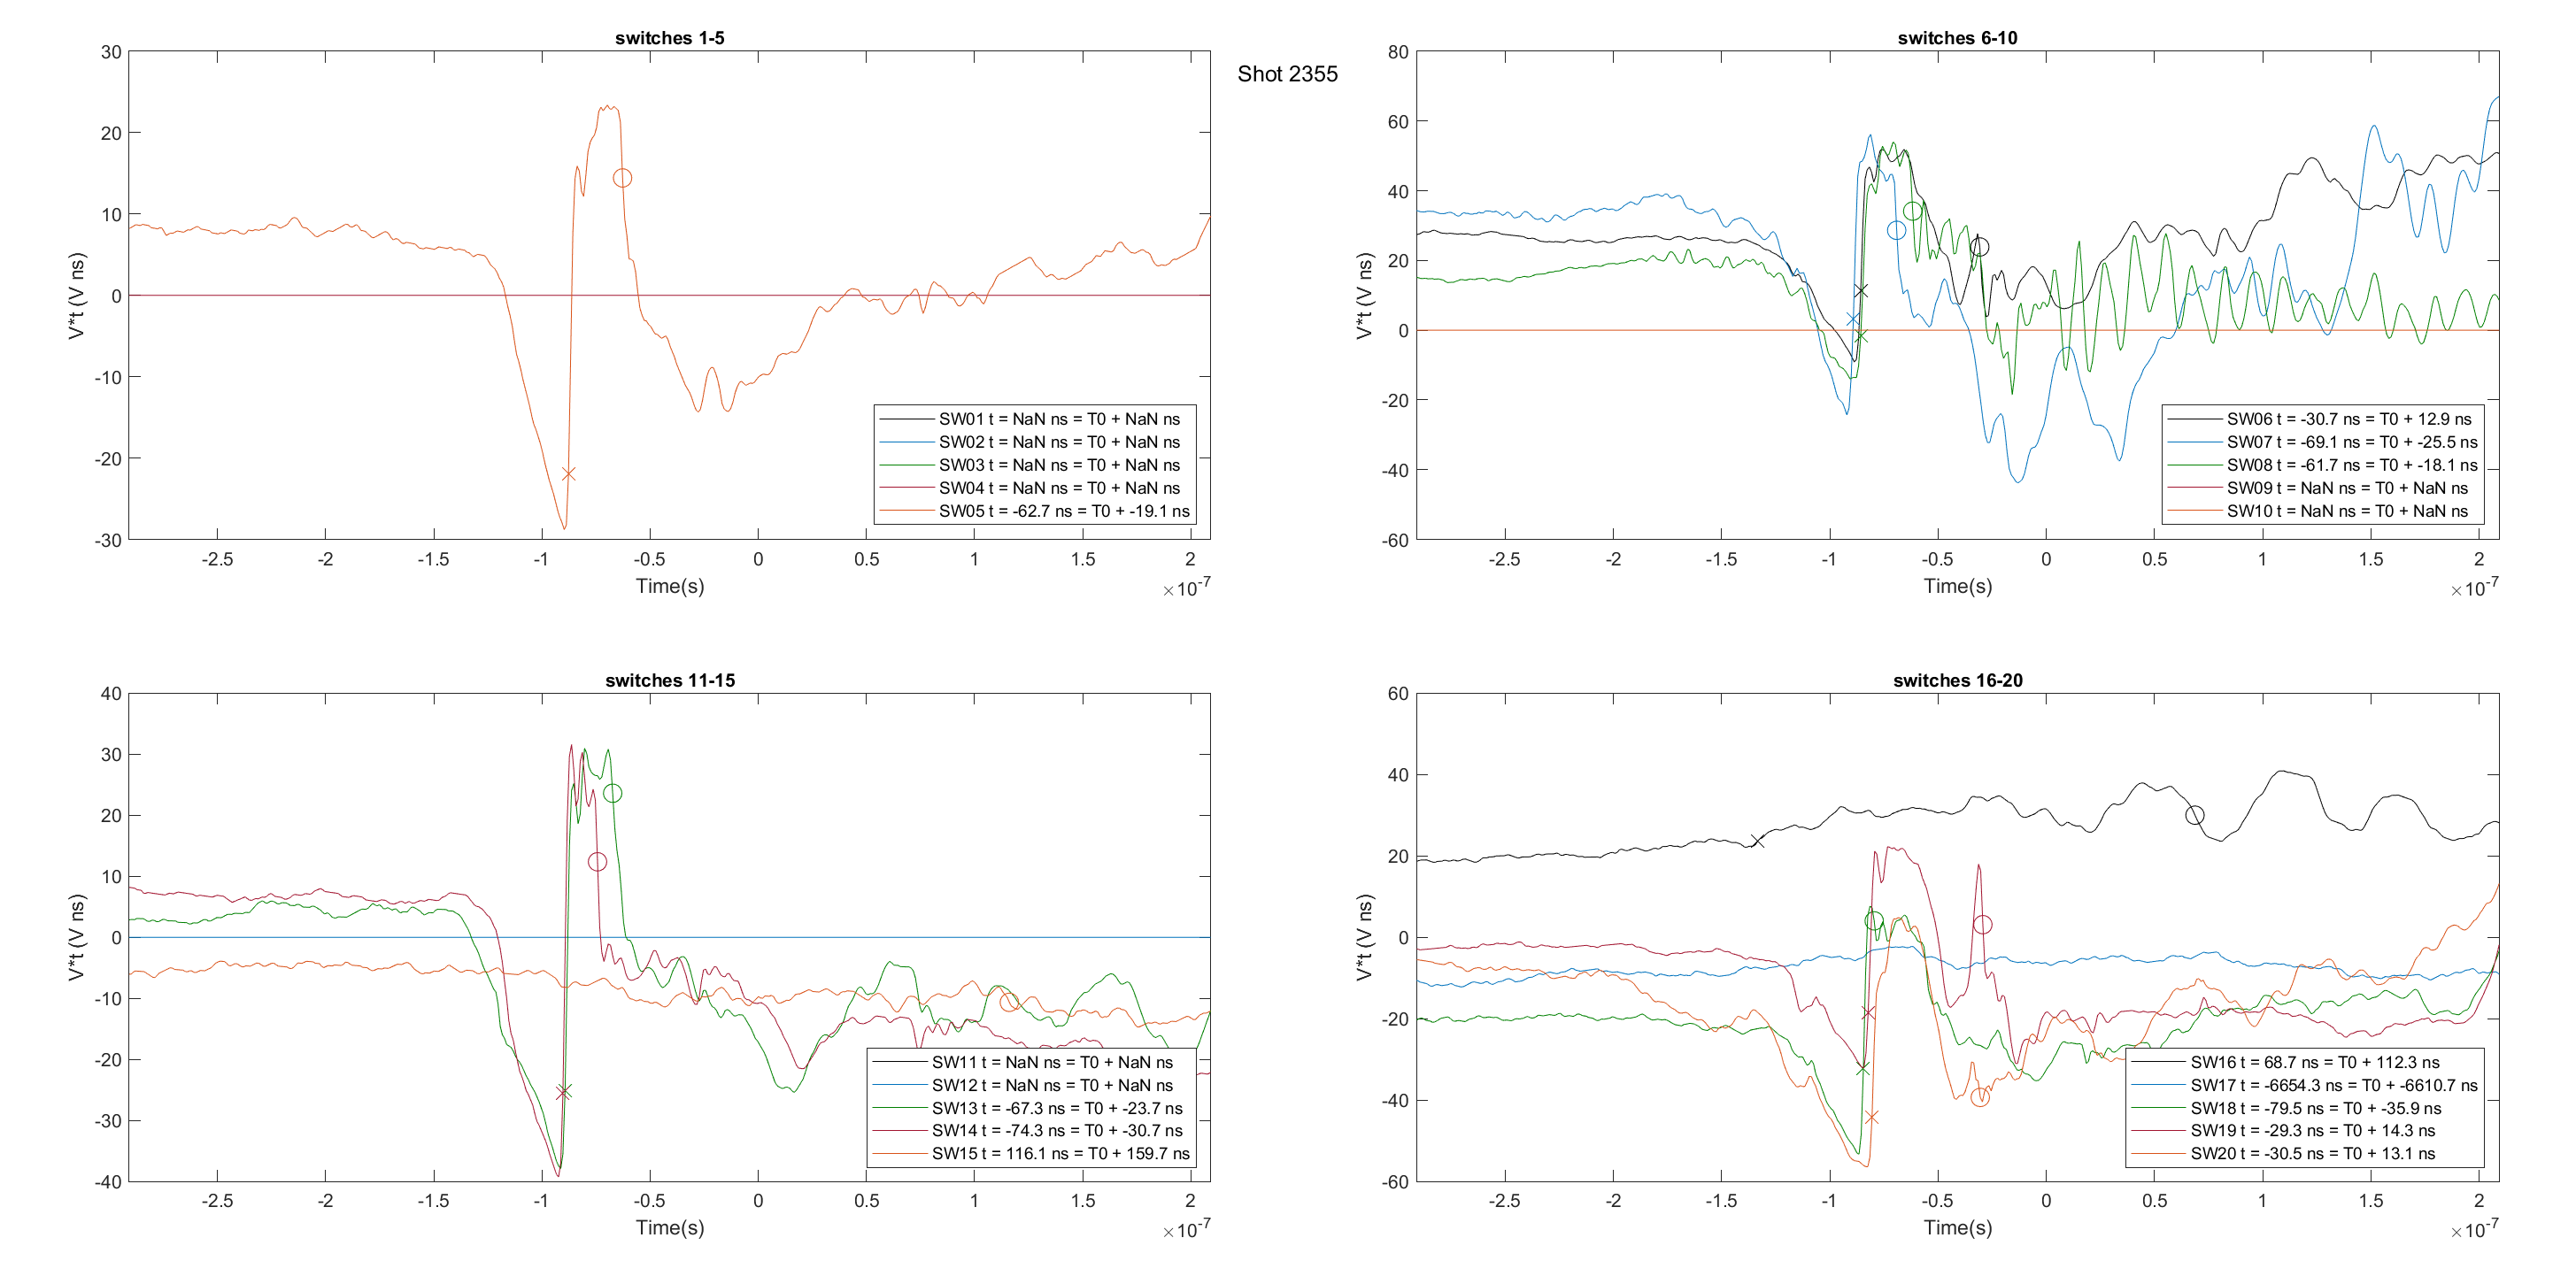 switches 1-5
30
20
10
0
-10
-20
-30
V*t (V ns)
-2.5 -2 -1.5 -1 -0.5 0 0.5 1 1.5 2
Time(s)
×10-7
SW01 t = NaN ns = T0 + NaN ns
SW02 t = NaN ns = T0 + NaN ns
SW03 t = NaN ns = T0 + NaN ns
SW04 t = NaN ns = T0 + NaN ns
SW05 t = -62.7 ns = T0 + -19.1 ns
Shot 2355
switches 6-10
80
60
40
20
0
-20
-40
-60
V*t (V ns)
-2.5 -2 -1.5 -1 -0.5 0 0.5 1 1.5 2
Time(s)
×10-7
SW06 t = -30.7 ns = T0 + 12.9 ns
SW07 t = -69.1 ns = T0 + -25.5 ns
SW08 t = -61.7 ns = T0 + -18.1 ns
SW09 t = NaN ns = T0 + NaN ns
SW10 t = NaN ns = T0 + NaN ns
switches 11-15
40
30
20
10
0
-10
-20
-30
-40
V*t (V ns)
-2.5 -2 -1.5 -1 -0.5 0 0.5 1 1.5 2
Time(s)
×10-7
SW11 t = NaN ns = T0 + NaN ns
SW12 t = NaN ns = T0 + NaN ns
SW13 t = -67.3 ns = T0 + -23.7 ns
SW14 t = -74.3 ns = T0 + -30.7 ns
SW15 t = 116.1 ns = T0 + 159.7 ns
switches 16-20
60
40
20
0
-20
-40
-60
V*t (V ns)
-2.5 -2 -1.5 -1 -0.5 0 0.5 1 1.5 2
Time(s)
×10-7
SW16 t = 68.7 ns = T0 + 112.3 ns
SW17 t = -6654.3 ns = T0 + -6610.7 ns
SW18 t = -79.5 ns = T0 + -35.9 ns
SW19 t = -29.3 ns = T0 + 14.3 ns
SW20 t = -30.5 ns = T0 + 13.1 ns